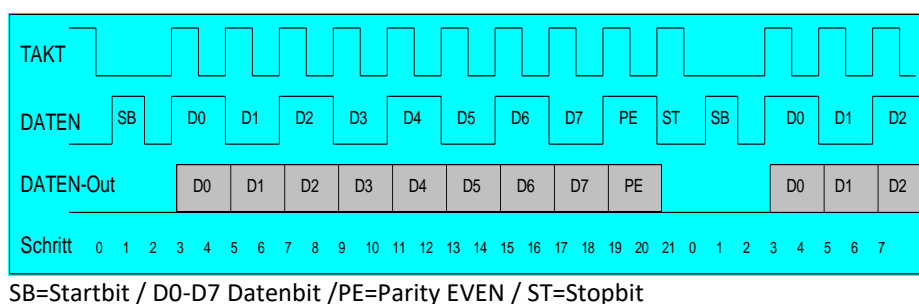 TAKT
DATEN SB D0 D1 D2 D3 D4 D5 D6 D7 PE ST SB D0 D1 D2
DATEN-Out D0 D1 D2 D3 D4 D5 D6 D7 PE D0 D1 D2
Schritt 0 1 2 3 4 5 6 7 8 9 10 11 12 13 14 15 16 17 18 19 20 21 0 1 2 3 4 5 6 7
SB=Startbit / D0-D7 Datenbit /PE=Parity EVEN / ST=Stopbit